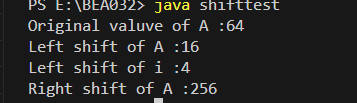 PS E:\BEA032> java shifttest
Original valuve of A :64
Left shift of A :16
Left shift of i :4
Right shift of A :256